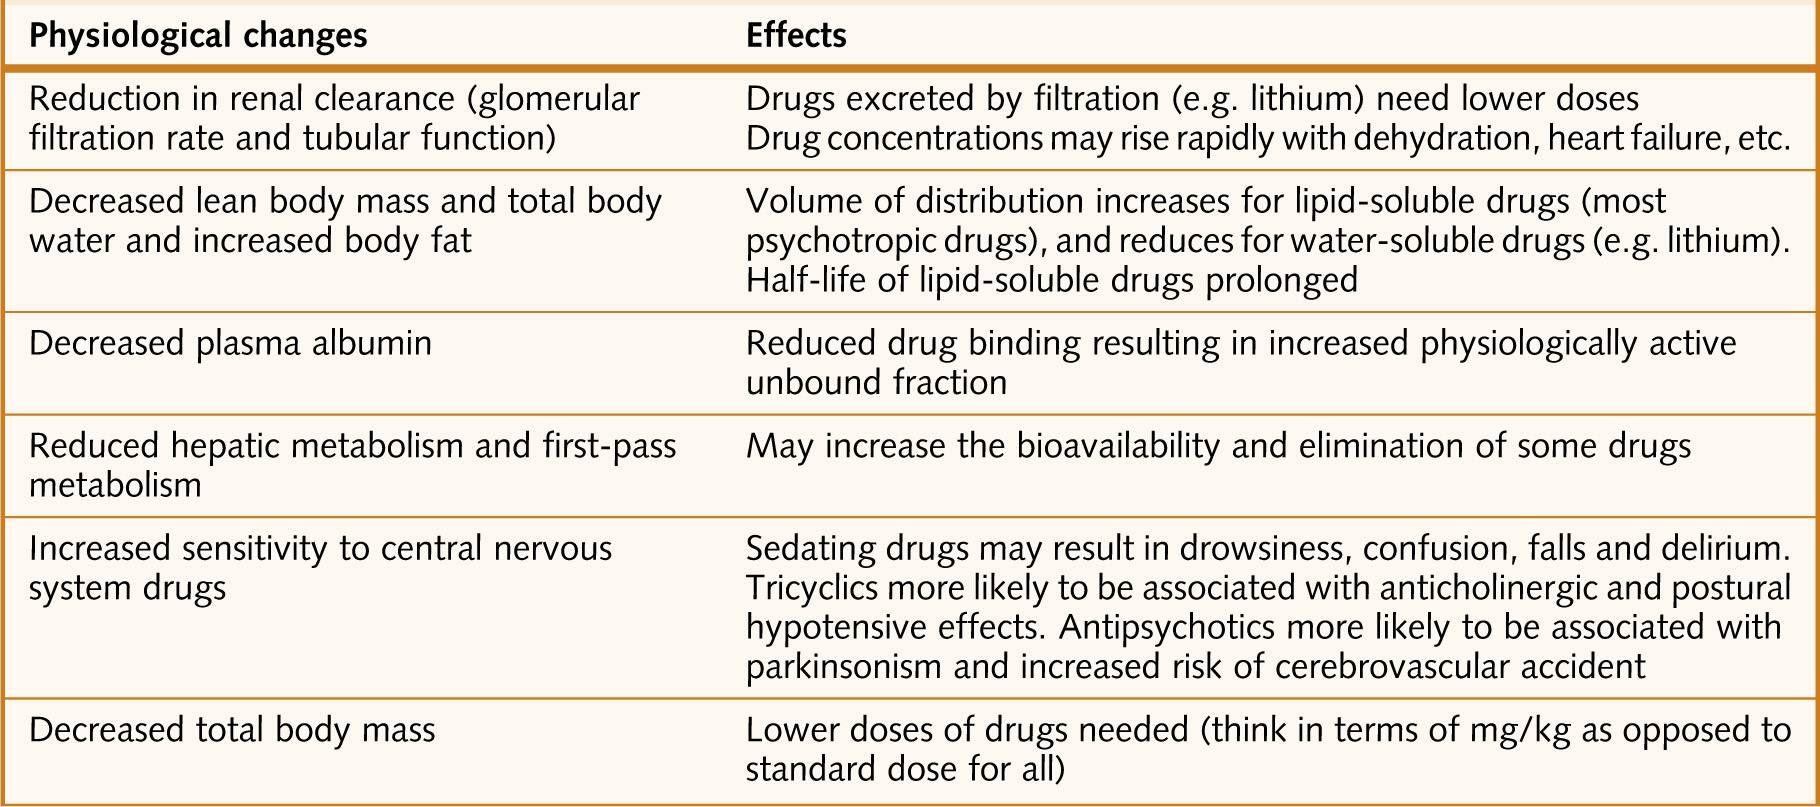 Physiological changes
Effects
Reduction in renal clearance (glomerular
filtration rate and tubular function)
Drugs excreted by filtration (e.g. lithium) need lower doses
Drug concentrations may rise rapidly with dehydration, heart failure, etc.
Decreased lean body mass and total body
water and increased body fat
Volume of distribution increases for lipid-soluble drugs (most
psychotropic drugs), and reduces for water-soluble drugs (e.g. lithium).
Half-life of lipid-soluble drugs prolonged
Decreased plasma albumin
Reduced drug binding resulting in increased physiologically active
unbound fraction
Reduced hepatic metabolism and first-pass
metabolism
May increase the bioavailability and elimination of some drugs
Increased sensitivity to central nervous
system drugs
Sedating drugs may result in drowsiness, confusion, falls and delirium.
Tricyclics more likely to be associated with anticholinergic and postural
hypotensive effects. Antipsychotics more likely to be associated with
parkinsonism and increased risk of cerebrovascular accident
Decreased total body mass
Lower doses of drugs needed (think in terms of mg/kg as opposed to
standard dose for all)